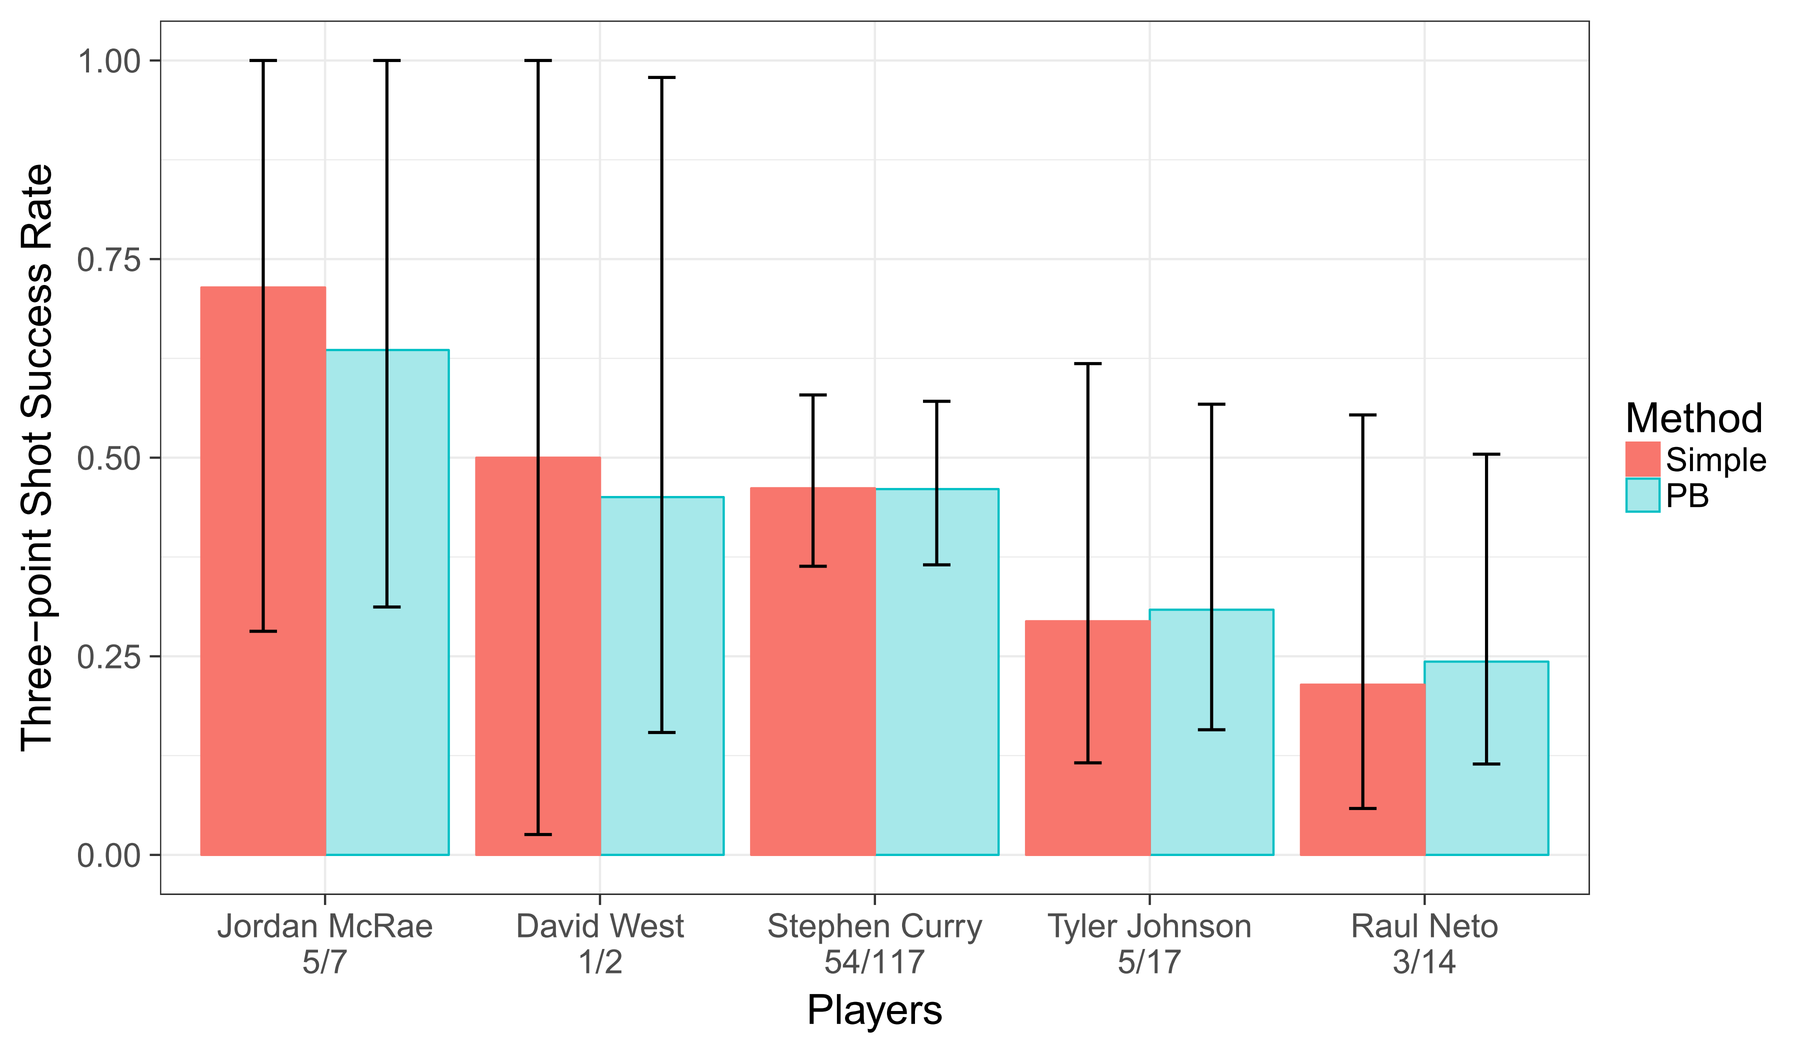 Three−point Shot Success Rate
1.00
0.75
0.50
0.25
0.00
Jordan McRae
5/7
David West
1/2
Stephen Curry
54/117
Tyler Johnson
5/17
Raul Neto
3/14
Players
Method
Simple
PB